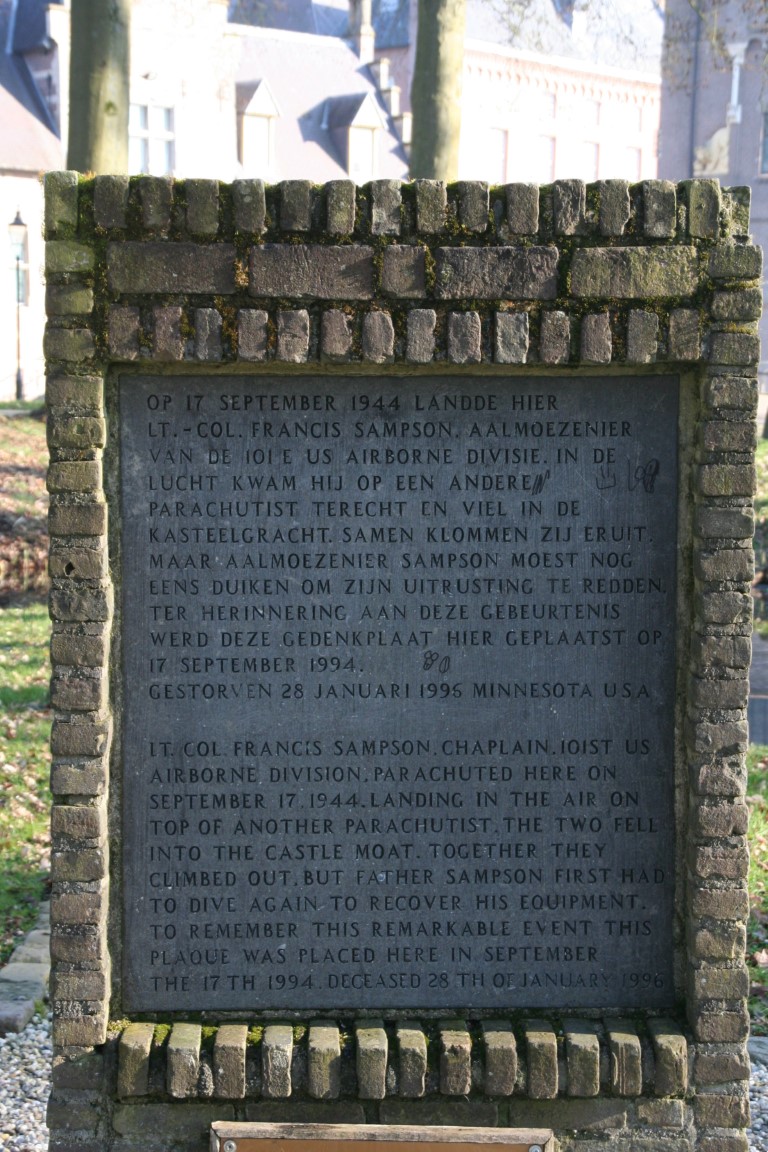 OP 17 SEPTEMBER 1944 LANDDE HIER
LT.-COL. FRANCIS SAMPSON. AALMOEZENIER
VAN DE 101E US AIRBORNE DIVISIE. IN DE
LUCHT KWAM HIJ OP EEN ANDERE
PARACHUTIST TERECHT EN VIEL IN DE
KASTEELGRACHT. SAMEN KLOMMEN ZIJ ERUIT.
MAAR AALMOEZENIER SAMPSON MOEST NOG
EENS DUIKEN OM ZIJN UITRUSTING TE REDDEN.
TER HERINNERING AAN DEZE GEBEURTENIS
WERD DEZE GEDENKPLAAT HIER GEPLAATST OP
17 SEPTEMBER 1994.
GESTORVEN 28 JANUARI 1996 MINNESOTA USA
LT. COL. FRANCIS SAMPSON. CHAPLAIN. 101ST US
AIRBORNE DIVISION. PARACHUTED HERE ON
SEPTEMBER 17. 1944. LANDING IN THE AIR ON
TOP OF ANOTHER PARACHUTIST. THE TWO FELL
INTO THE CASTLE MOAT. TOGETHER THEY
CLIMBED OUT. BUT FATHER SAMPSON FIRST HAD
TO DIVE AGAIN TO RECOVER HIS EQUIPMENT.
TO REMEMBER THIS REMARKABLE EVENT THIS
PLAQUE WAS PLACED HERE IN SEPTEMBER
THE 17TH 1994. DECEASED 28TH OF JANUARY 1996